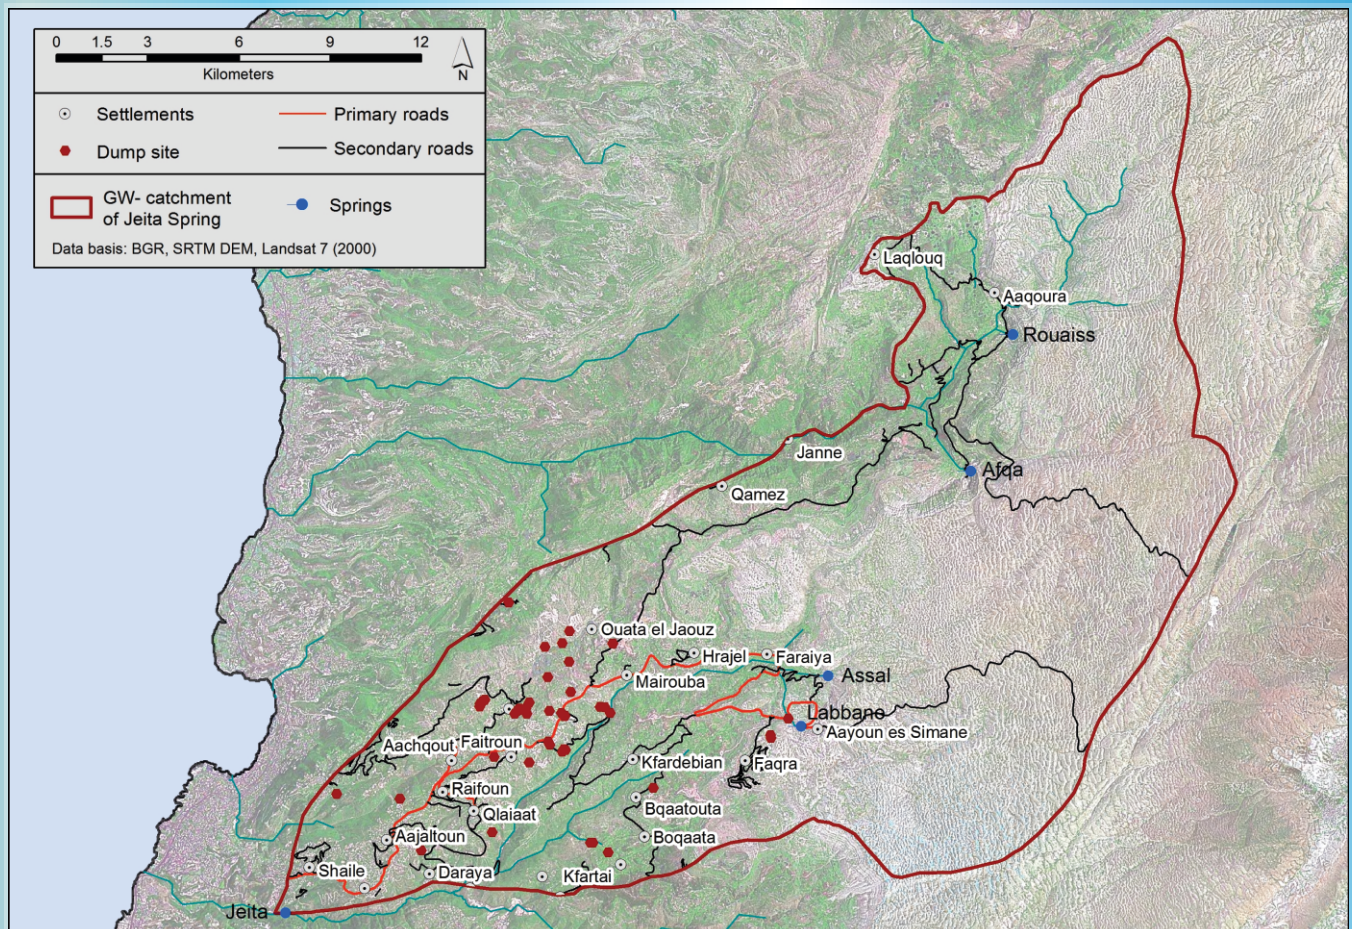 0 1.5 3 6 9 12
Kilometers
N
Settlements
Primary roads
Dump site
Secondary roads
GW- catchment
of Jeita Spring
Springs
Data basis: BGR, SRTM DEM, Landsat 7 (2000)
Laqlouq
Aaqoura
Rouaiss
Janne
Afqa
Qamez
Ouata el Jaouz
Hrajel
Faraiya
Mairouba
Assal
Labbane
Aayoun es Simane
Aachqout
Faitroun
Kfardebian
Faqra
Raifoun
Bqaatouta
Qlaiaat
Aajaltoun
Boqaata
Shaile
Daraya
Kfartai
Jeita